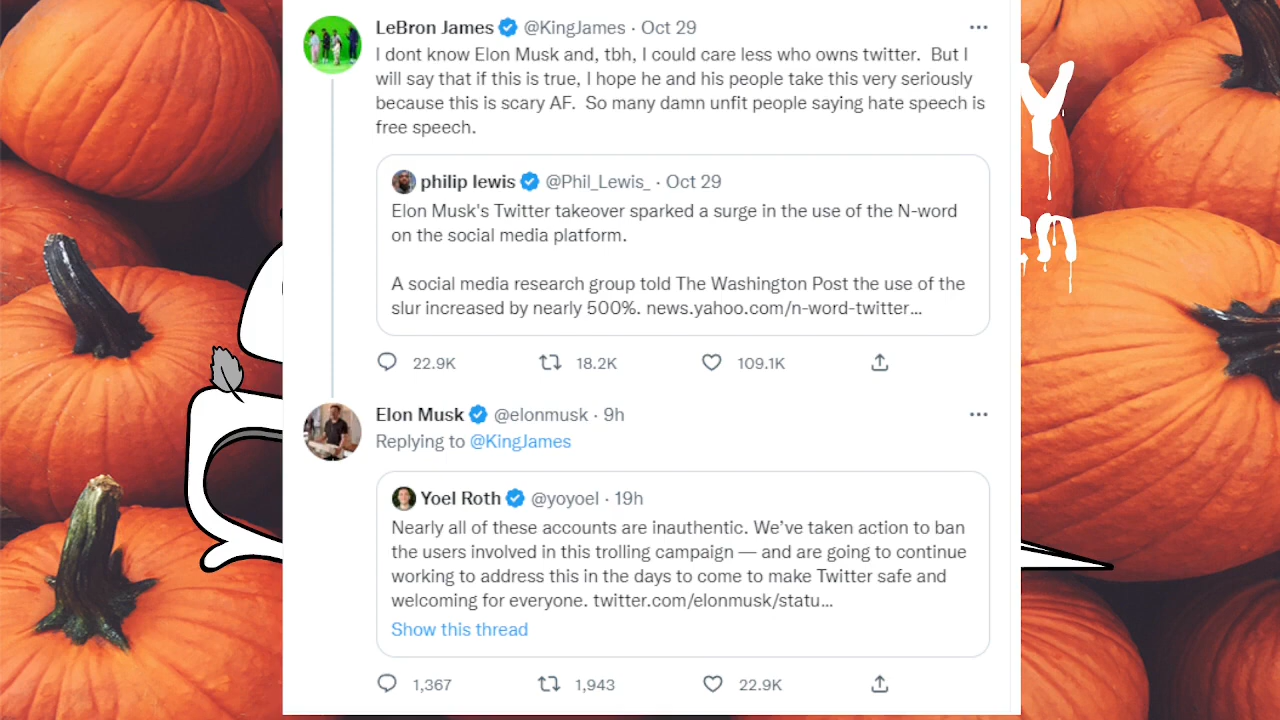 LeBron James @KingJames · Oct 29
I dont know Elon Musk and, tbh, I could care less who owns twitter. But I
will say that if this is true, I hope he and his people take this very seriously
because this is scary AF. So many damn unfit people saying hate speech is
free speech.
philip lewis @Phil_Lewis_ · Oct 29
Elon Musk's Twitter takeover sparked a surge in the use of the N-word
on the social media platform.
A social media research group told The Washington Post the use of the
slur increased by nearly 500%. news.yahoo.com/n-word-twitter...
22.9K 18.2K 109.1K
Elon Musk @elonmusk · 9h
Replying to @KingJames
Yoel Roth @yoyoel · 19h
Nearly all of these accounts are inauthentic. We’ve taken action to ban
the users involved in this trolling campaign — and are going to continue
working to address this in the days to come to make Twitter safe and
welcoming for everyone. twitter.com/elonmusk/statu...
Show this thread
1,367 1,943 22.9K